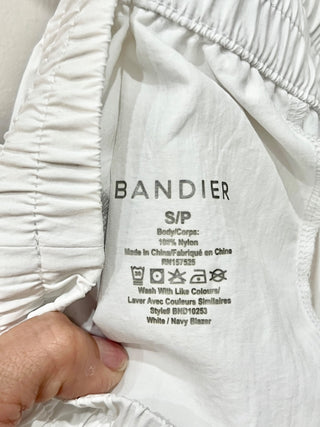 BANDIER
S/P
Body/Corps:
100% Nylon
Made in China/Fabriqué en Chine
RN157525
Wash With Like Colours/
Laver Avec Couleurs Similaires
Style# BND10253
White / Navy Blazer